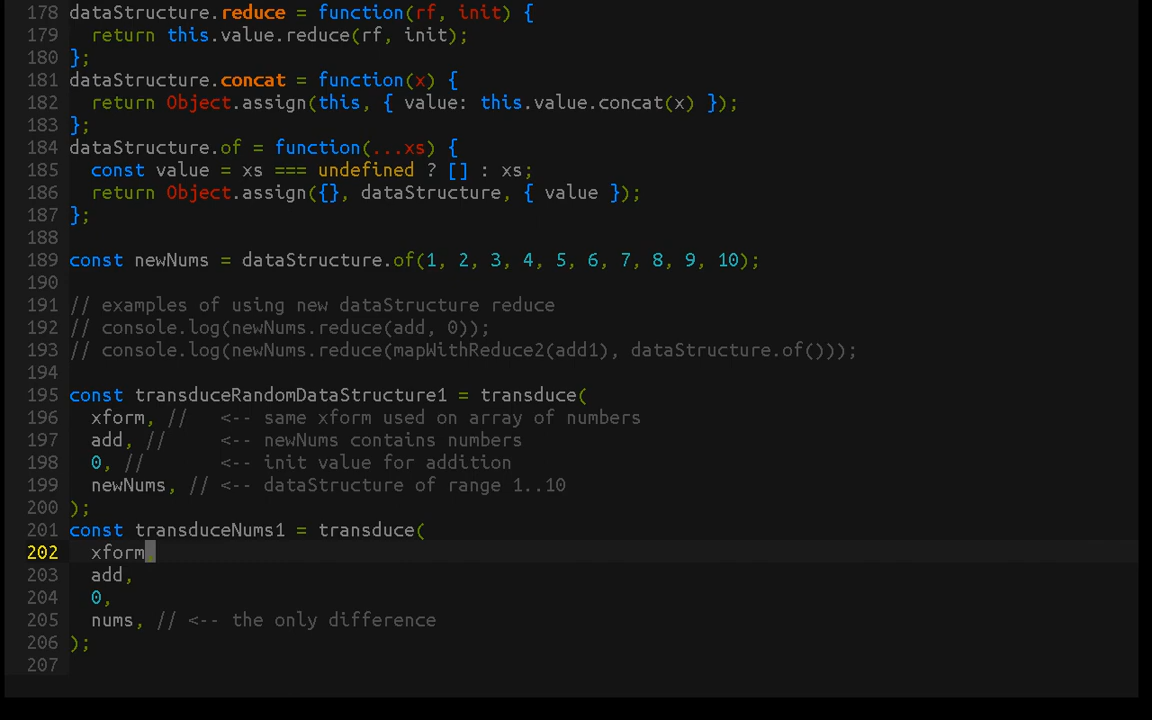 178 dataStructure.reduce = function(rf, init) {
179   return this.value.reduce(rf, init);
180 };
181 dataStructure.concat = function(x) {
182   return Object.assign(this, { value: this.value.concat(x) });
183 };
184 dataStructure.of = function(...xs) {
185   const value = xs === undefined ? [] : xs;
186   return Object.assign({}, dataStructure, { value });
187 };
188
189 const newNums = dataStructure.of(1, 2, 3, 4, 5, 6, 7, 8, 9, 10);
190
191 // examples of using new dataStructure reduce
192 // console.log(newNums.reduce(add, 0));
193 // console.log(newNums.reduce(mapWithReduce2(add1), dataStructure.of()));
194
195 const transduceRandomDataStructure1 = transduce(
196   xform, //   <-- same xform used on array of numbers
197   add, //     <-- newNums contains numbers
198   0, //       <-- init value for addition
199   newNums, // <-- dataStructure of range 1..10
200 );
201 const transduceNums1 = transduce(
202   xform,
203   add,
204   0,
205   nums, // <-- the only difference
206 );
207